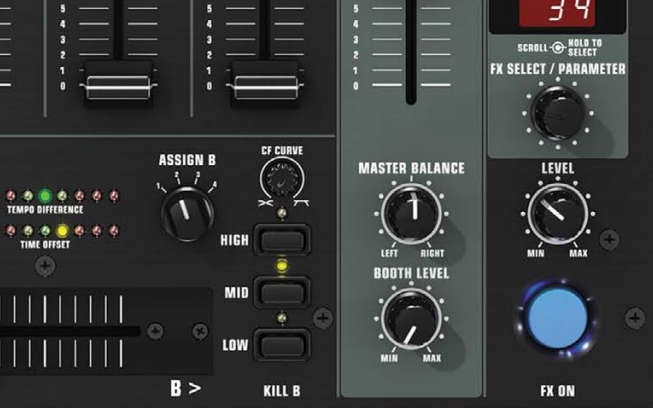 5
4
3
2
1
0
5
4
3
2
1
0
5
4
3
2
1
0
34
SCROLL HOLD TO
SELECT
FX SELECT / PARAMETER
ASSIGN B
1 2 3 4
CF CURVE
MASTER BALANCE
LEFT RIGHT
LEVEL
MIN MAX
TEMPO DIFFERENCE
TIME OFFSET
HIGH
MID
LOW
BOOTH LEVEL
MIN MAX
B >
KILL B
FX ON